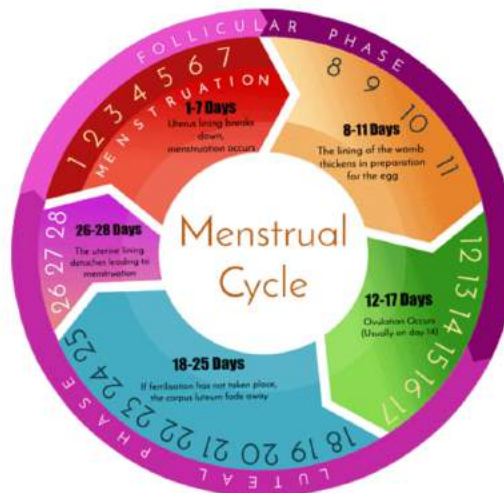 FOLLICULAR PHASE
1 2 3 4 5 6 7
MENSTRUATION
1-7 Days
Uterus lining breaks
down,
menstruation occurs
8 9 10 11
8-11 Days
The lining of the womb
thickens in preparation
for the egg
Menstrual
Cycle
12 13 14 15 16 17
12-17 Days
Ovulation Occurs
(Usually on day 14)
18 19 20 21 22 23 24 25
18-25 Days
If fertilisation has not taken place,
the corpus luteum fade away
26 27 28
26-28 Days
The uterine lining
detaches leading to
menstruation
LUTEAL PHASE